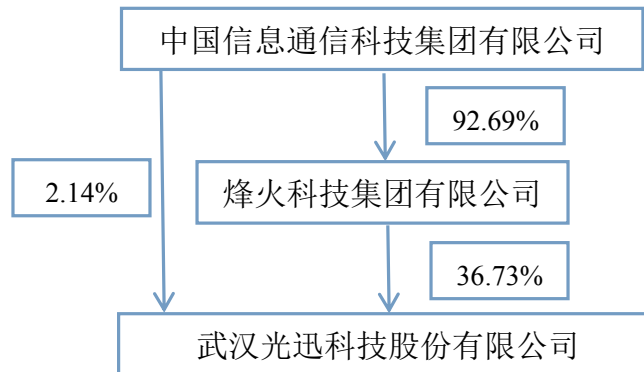 中国信息通信科技集团有限公司
92.69%
2.14%
烽火科技集团有限公司
36.73%
武汉光迅科技股份有限公司